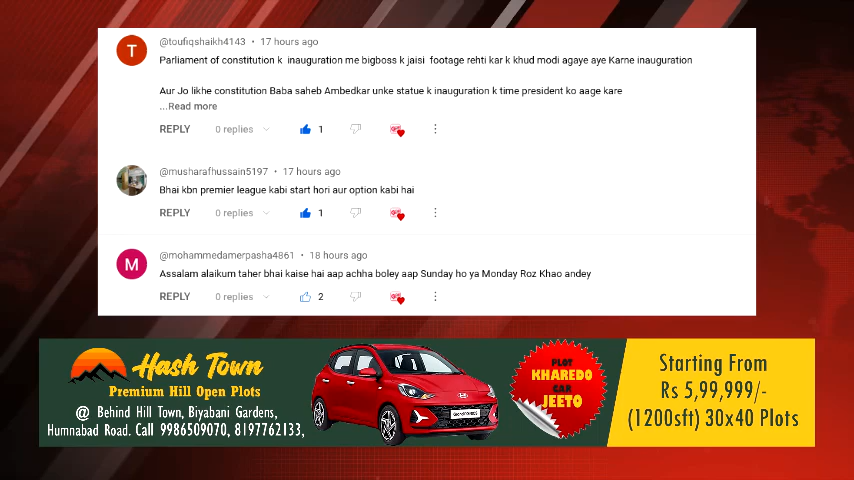 T
@toufiqshaikh4143 • 17 hours ago
Parliament of constitution k inauguration me bigboss k jaisi footage rehti kar k khud modi agaye aye Karne inauguration
Aur Jo likhe constitution Baba saheb Ambedkar unke statue k inauguration k time president ko aage kare
...Read more
REPLY 0 replies 1
@musharafhussain5197 • 17 hours ago
Bhai kbn premier league kabi start hori aur option kabi hai
REPLY 0 replies 1
M
@mohammedamerpasha4861 • 18 hours ago
Assalam alaikum taher bhai kaise hai aap achha boley aap Sunday ho ya Monday Roz Khao andey
REPLY 0 replies 2
Hash Town
Premium Hill Open Plots
@ Behind Hill Town, Biyabani Gardens,
Humnabad Road. Call 9986509070, 8197762133,
PLOT
KHAREDO
CAR
JEETO
Starting From
Rs 5,99,999/-
(1200sft) 30x40 Plots